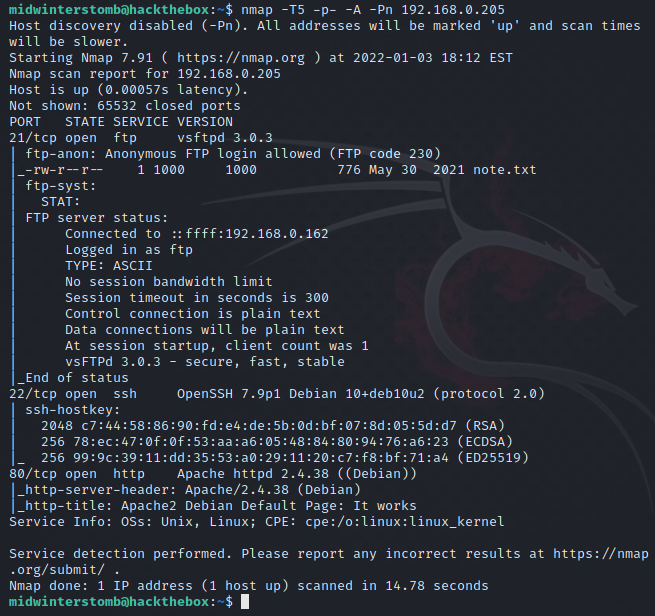 midwinterstomb@hackthebox:~$ nmap -T5 -p- -A -Pn 192.168.0.205
Host discovery disabled (-Pn). All addresses will be marked 'up' and scan times
will be slower.
Starting Nmap 7.91 ( https://nmap.org ) at 2022-01-03 18:12 EST
Nmap scan report for 192.168.0.205
Host is up (0.00057s latency).
Not shown: 65532 closed ports
PORT   STATE SERVICE VERSION
21/tcp open  ftp     vsftpd 3.0.3
| ftp-anon: Anonymous FTP login allowed (FTP code 230)
|_-rw-r--r--    1 1000     1000          776 May 30  2021 note.txt
| ftp-syst:
|   STAT:
| FTP server status:
|      Connected to ::ffff:192.168.0.162
|      Logged in as ftp
|      TYPE: ASCII
|      No session bandwidth limit
|      Session timeout in seconds is 300
|      Control connection is plain text
|      Data connections will be plain text
|      At session startup, client count was 1
|      vsFTPd 3.0.3 - secure, fast, stable
|_End of status
22/tcp open  ssh     OpenSSH 7.9p1 Debian 10+deb10u2 (protocol 2.0)
| ssh-hostkey:
|   2048 c7:44:58:86:90:fd:e4:de:5b:0d:bf:07:8d:05:5d:d7 (RSA)
|   256 78:ec:47:0f:0f:53:aa:a6:05:48:84:80:94:76:a6:23 (ECDSA)
|_  256 99:9c:39:11:dd:35:53:a0:29:11:20:c7:f8:bf:71:a4 (ED25519)
80/tcp open  http    Apache httpd 2.4.38 ((Debian))
|_http-server-header: Apache/2.4.38 (Debian)
|_http-title: Apache2 Debian Default Page: It works
Service Info: OSs: Unix, Linux; CPE: cpe:/o:linux:linux_kernel

Service detection performed. Please report any incorrect results at https://nmap
.org/submit/ .
Nmap done: 1 IP address (1 host up) scanned in 14.78 seconds
midwinterstomb@hackthebox:~$